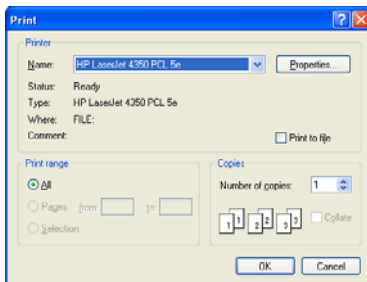 Print
Printer
Name: HP LaserJet 4350 PCL 5e Properties...
Status: Ready
Type: HP LaserJet 4350 PCL 5e
Where: FILE:
Comment: Print to file
Print range
All
Pages from: to:
Selection
Copies
Number of copies: 1
1 1 2 2 3 3 Collate
OK Cancel